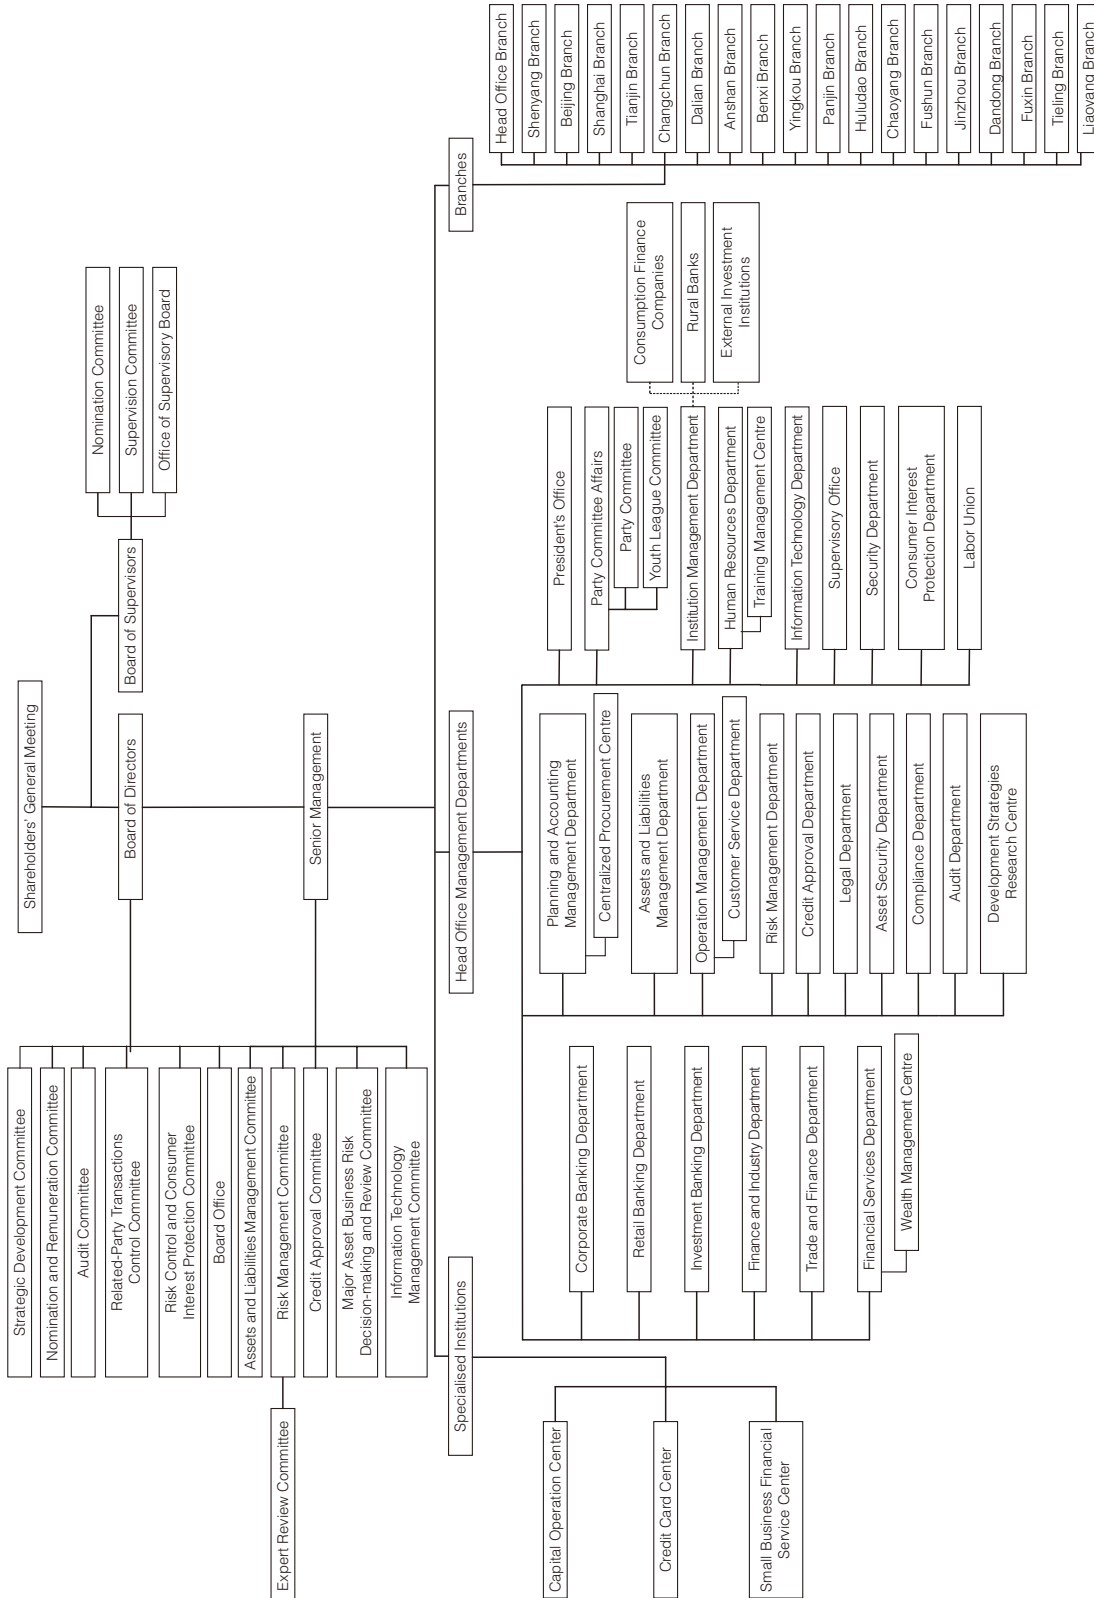 Shareholders' General Meeting
Board of Supervisors
Nomination Committee
Supervision Committee
Office of Supervisory Board
Board of Directors
Strategic Development Committee
Nomination and Remuneration Committee
Audit Committee
Related-Party Transactions
Control Committee
Risk Control and Consumer
Interest Protection Committee
Board Office
Senior Management
Assets and Liabilities Management Committee
Risk Management Committee
Expert Review Committee
Credit Approval Committee
Major Asset Business Risk
Decision-making and Review Committee
Information Technology
Management Committee
Specialised Institutions
Head Office Management Departments
Branches
Capital Operation Center
Credit Card Center
Small Business Financial
Service Center
Corporate Banking Department
Retail Banking Department
Investment Banking Department
Finance and Industry Department
Trade and Finance Department
Financial Services Department
Wealth Management Centre
Planning and Accounting
Management Department
Centralized Procurement Centre
Assets and Liabilities
Management Department
Operation Management Department
Customer Service Department
Risk Management Department
Credit Approval Department
Legal Department
Asset Security Department
Compliance Department
Audit Department
Development Strategies
Research Centre
President's Office
Party Committee Affairs
Party Committee
Youth League Committee
Institution Management Department
Consumption Finance
Companies
Rural Banks
External Investment
Institutions
Human Resources Department
Training Management Centre
Information Technology Department
Supervisory Office
Security Department
Consumer Interest
Protection Department
Labor Union
Head Office Branch
Shenyang Branch
Beijing Branch
Shanghai Branch
Tianjin Branch
Changchun Branch
Dalian Branch
Anshan Branch
Benxi Branch
Yingkou Branch
Panjin Branch
Huludao Branch
Chaoyang Branch
Fushun Branch
Jinzhou Branch
Dandong Branch
Fuxin Branch
Tieling Branch
Liaoyang Branch